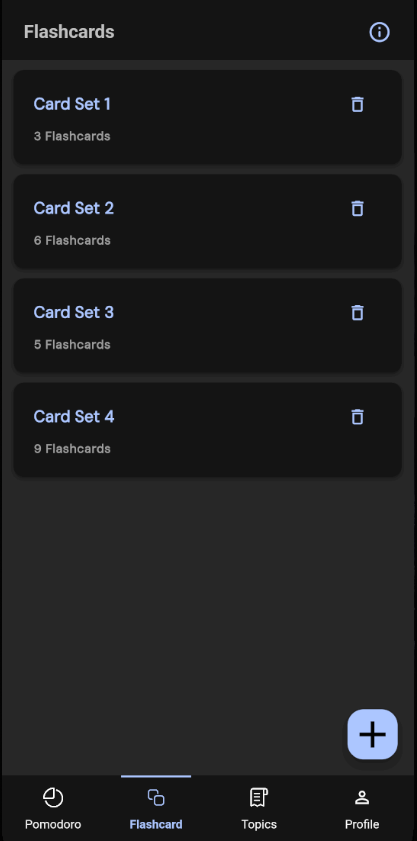 Flashcards
Card Set 1
3 Flashcards
Card Set 2
6 Flashcards
Card Set 3
5 Flashcards
Card Set 4
9 Flashcards
Pomodoro Flashcard Topics Profile